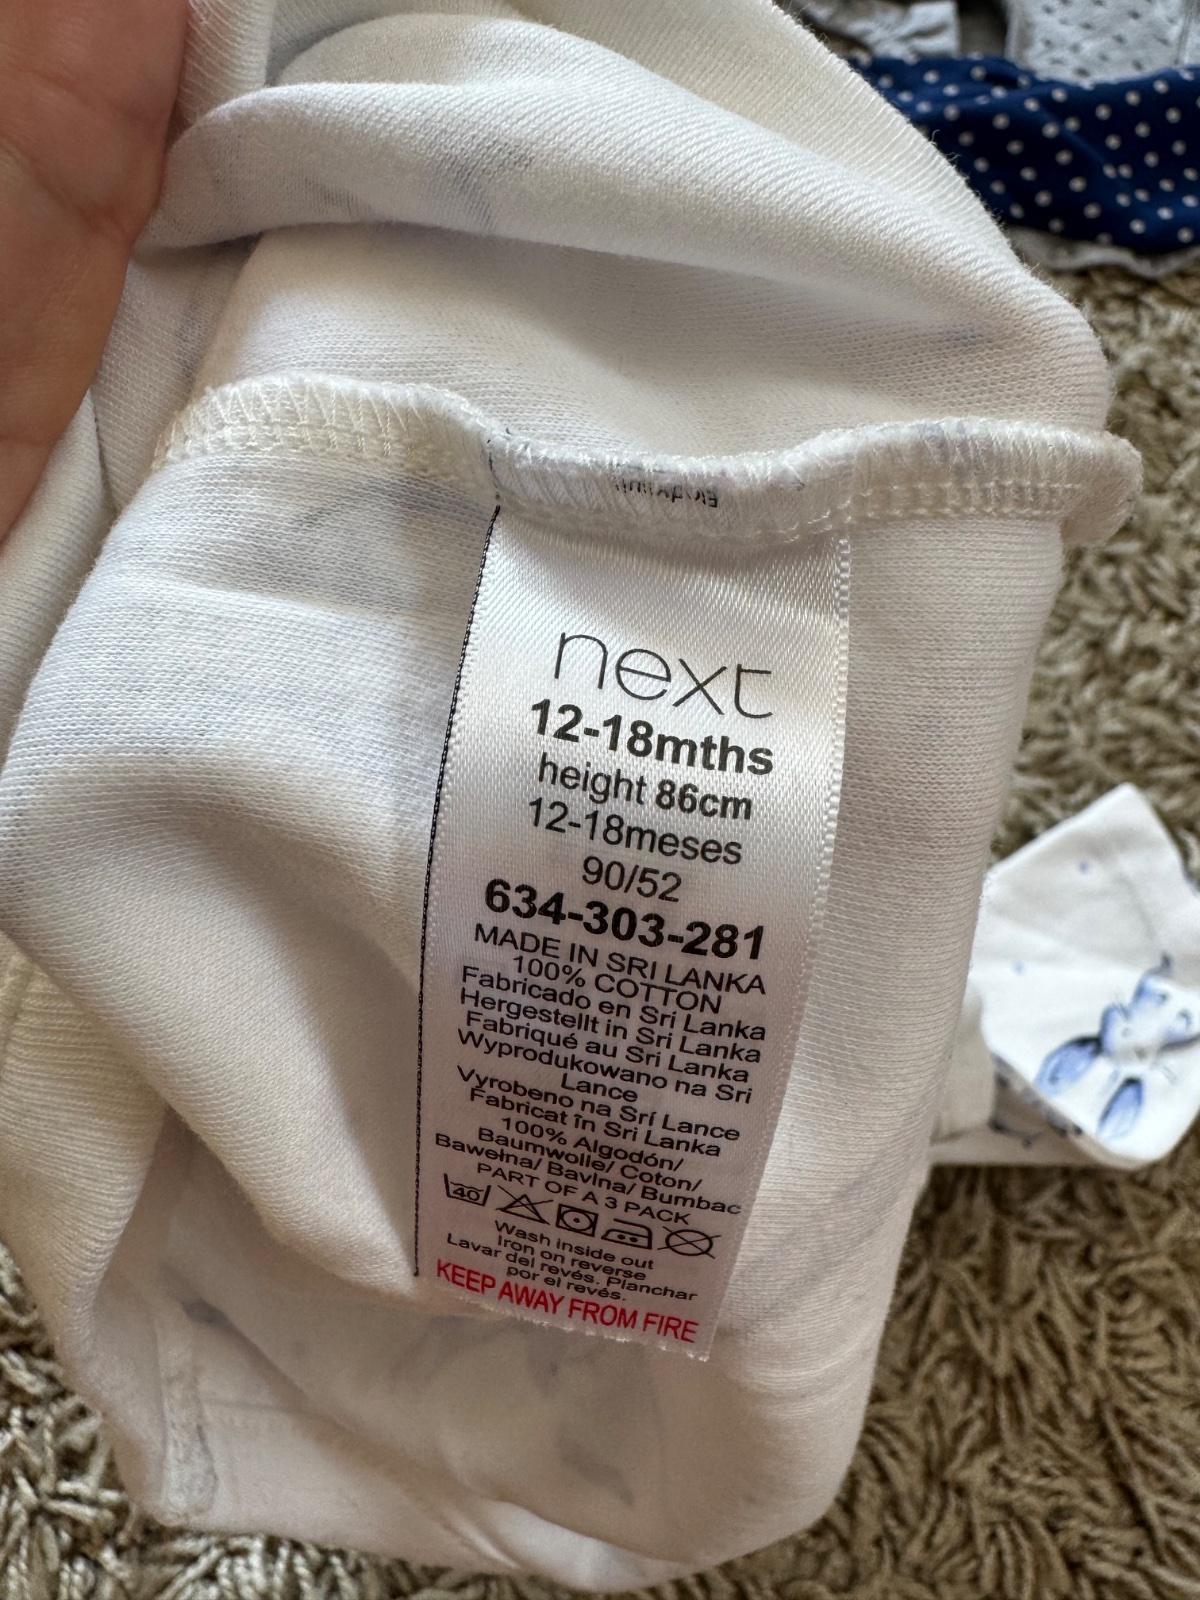 next
12-18mths
height 86cm
12-18meses
90/52
634-303-281
MADE IN SRI LANKA
100% COTTON
Fabricado en Sri Lanka
Hergestellt in Sri Lanka
Fabriqué au Sri Lanka
Wyprodukowano na Sri
Lance
Vyrobeno na Srí Lance
Fabricat în Sri Lanka
100% Algodón/
Baumwolle/ Coton/
Bawełna/ Bavlna/ Bumbac
PART OF A 3 PACK
40
Wash inside out
Iron on reverse
Lavar del revés. Planchar
por el revés.
KEEP AWAY FROM FIRE